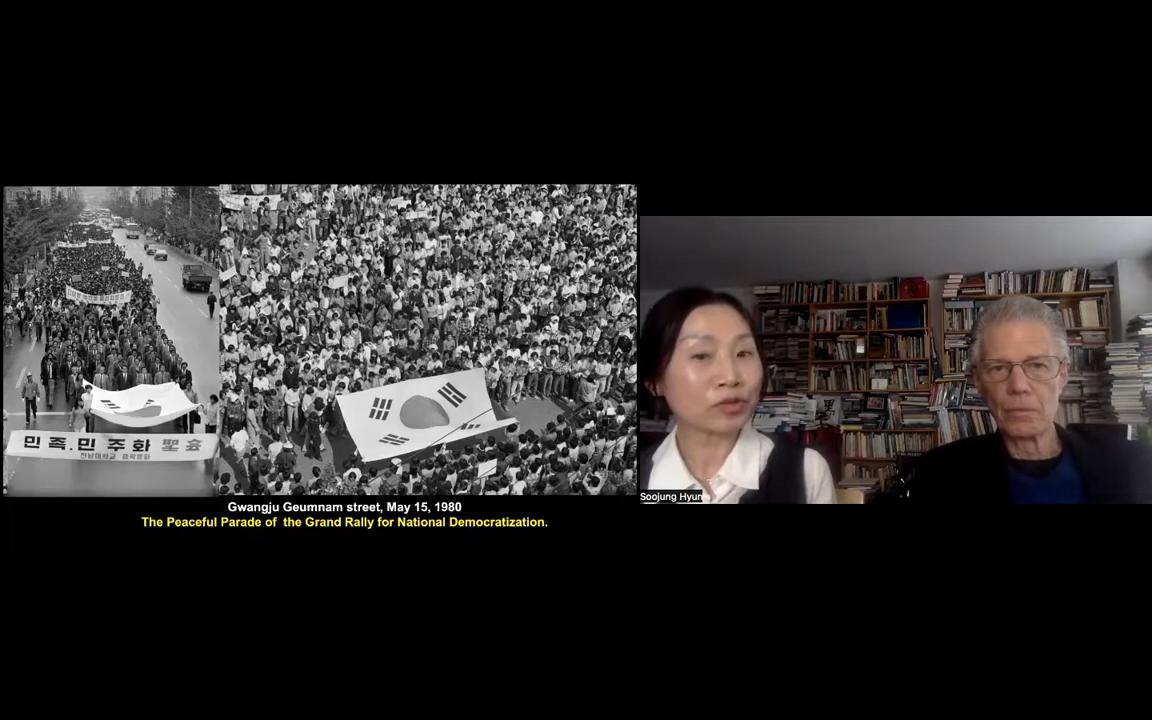 민족.민주화 聖会
전남대학교 총학생회
Gwangju Geumnam street, May 15, 1980
The Peaceful Parade of the Grand Rally for National Democratization.
Soojung Hyun